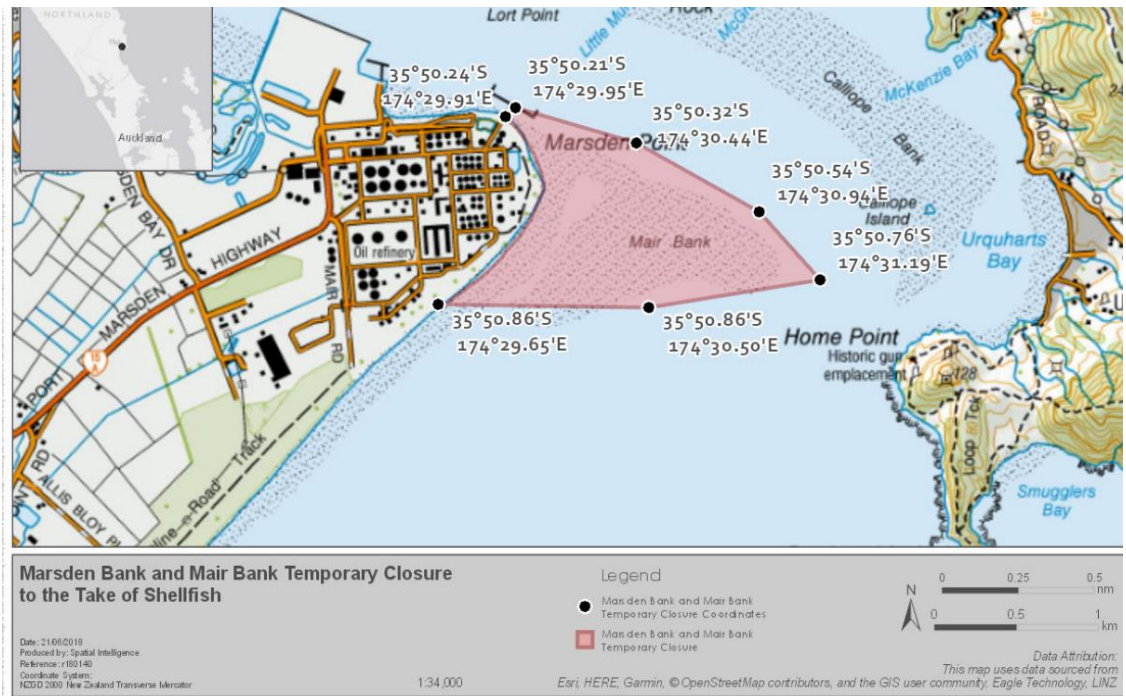 NORTHLAND
Auckland
Lort Point
Rock
Calliope
Bank
McKenzie Bay
ROAD
35°50.24'S
174°29.91'E
35°50.21'S
174°29.95'E
35°50.32'S
174°30.44'E
Marsden Point
35°50.54'S
174°30.94'E
Calliope
Island
35°50.76'S
174°31.19'E
Mair Bank
Urquharts
Bay
Oil refinery
MARSDEN BAY DR
HIGHWAY
MARSDEN
PORT
MAIR
RD
35°50.86'S
174°29.65'E
35°50.86'S
174°30.50'E
Home Point
Historic gun
emplacement
128
Loop
Tck
Smugglers
Bay
15
A
RD
ALLIS BLOY
Road Track
Marsden Bank and Mair Bank Temporary Closure
to the Take of Shellfish
Date: 21/06/2018
Produced by: Spatial Intelligence
Reference: r180140
Coordinate System:
NZGD 2000 New Zealand Transverse Mercator
1:34,000
Legend
Marsden Bank and Mair Bank
Temporary Closure Coordinates
Marsden Bank and Mair Bank
Temporary Closure
N
0 0.25 0.5
nm
0 0.5 1
km
Data Attribution:
This map uses data sourced from
Esri, HERE, Garmin, © OpenStreetMap contributors, and the GIS user community, Eagle Technology, LINZ